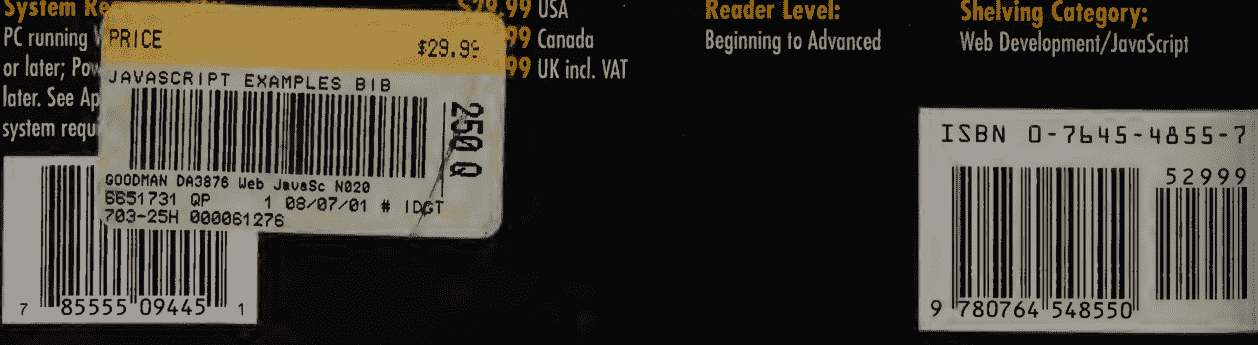 System Re
PC running
or later; Pow
later. See Ap
system requ
$29.99 USA
99 Canada
99 UK incl. VAT
Reader Level:
Beginning to Advanced
Shelving Category:
Web Development/JavaScript
PRICE $29.99
JAVASCRIPT EXAMPLES BIB
250 Q
GOODMAN DA3876 Web JavaSc N020
6651731 QP 1 08/07/01 # IDGT
703-25H 000061276
7 85555 09445 1
ISBN 0-7645-4855-7
52999
9 780764 548550